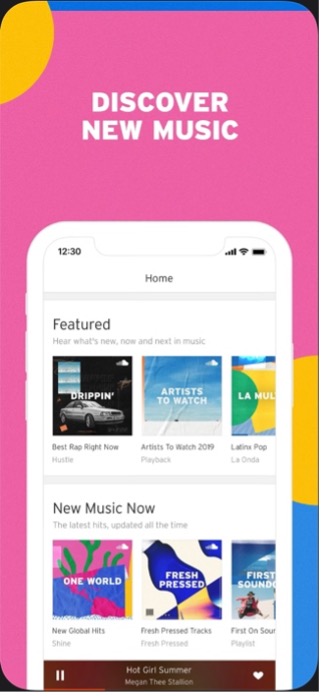 DISCOVER
NEW MUSIC
12:30
Home
Featured
Hear what's new, now and next in music
DRIPPIN'
ARTISTS
TO WATCH
LA MUL
Best Rap Right Now
Artists To Watch 2019
Latinx Pop
Hustle
Playback
La Onda
New Music Now
The latest hits, updated all the time
ONE WORLD
FRESH
PRESSED
FIRST
SOUND
New Global Hits
Fresh Pressed Tracks
First On Soun
Shine
Fresh Pressed
Playlist
Hot Girl Summer
Megan Thee Stallion